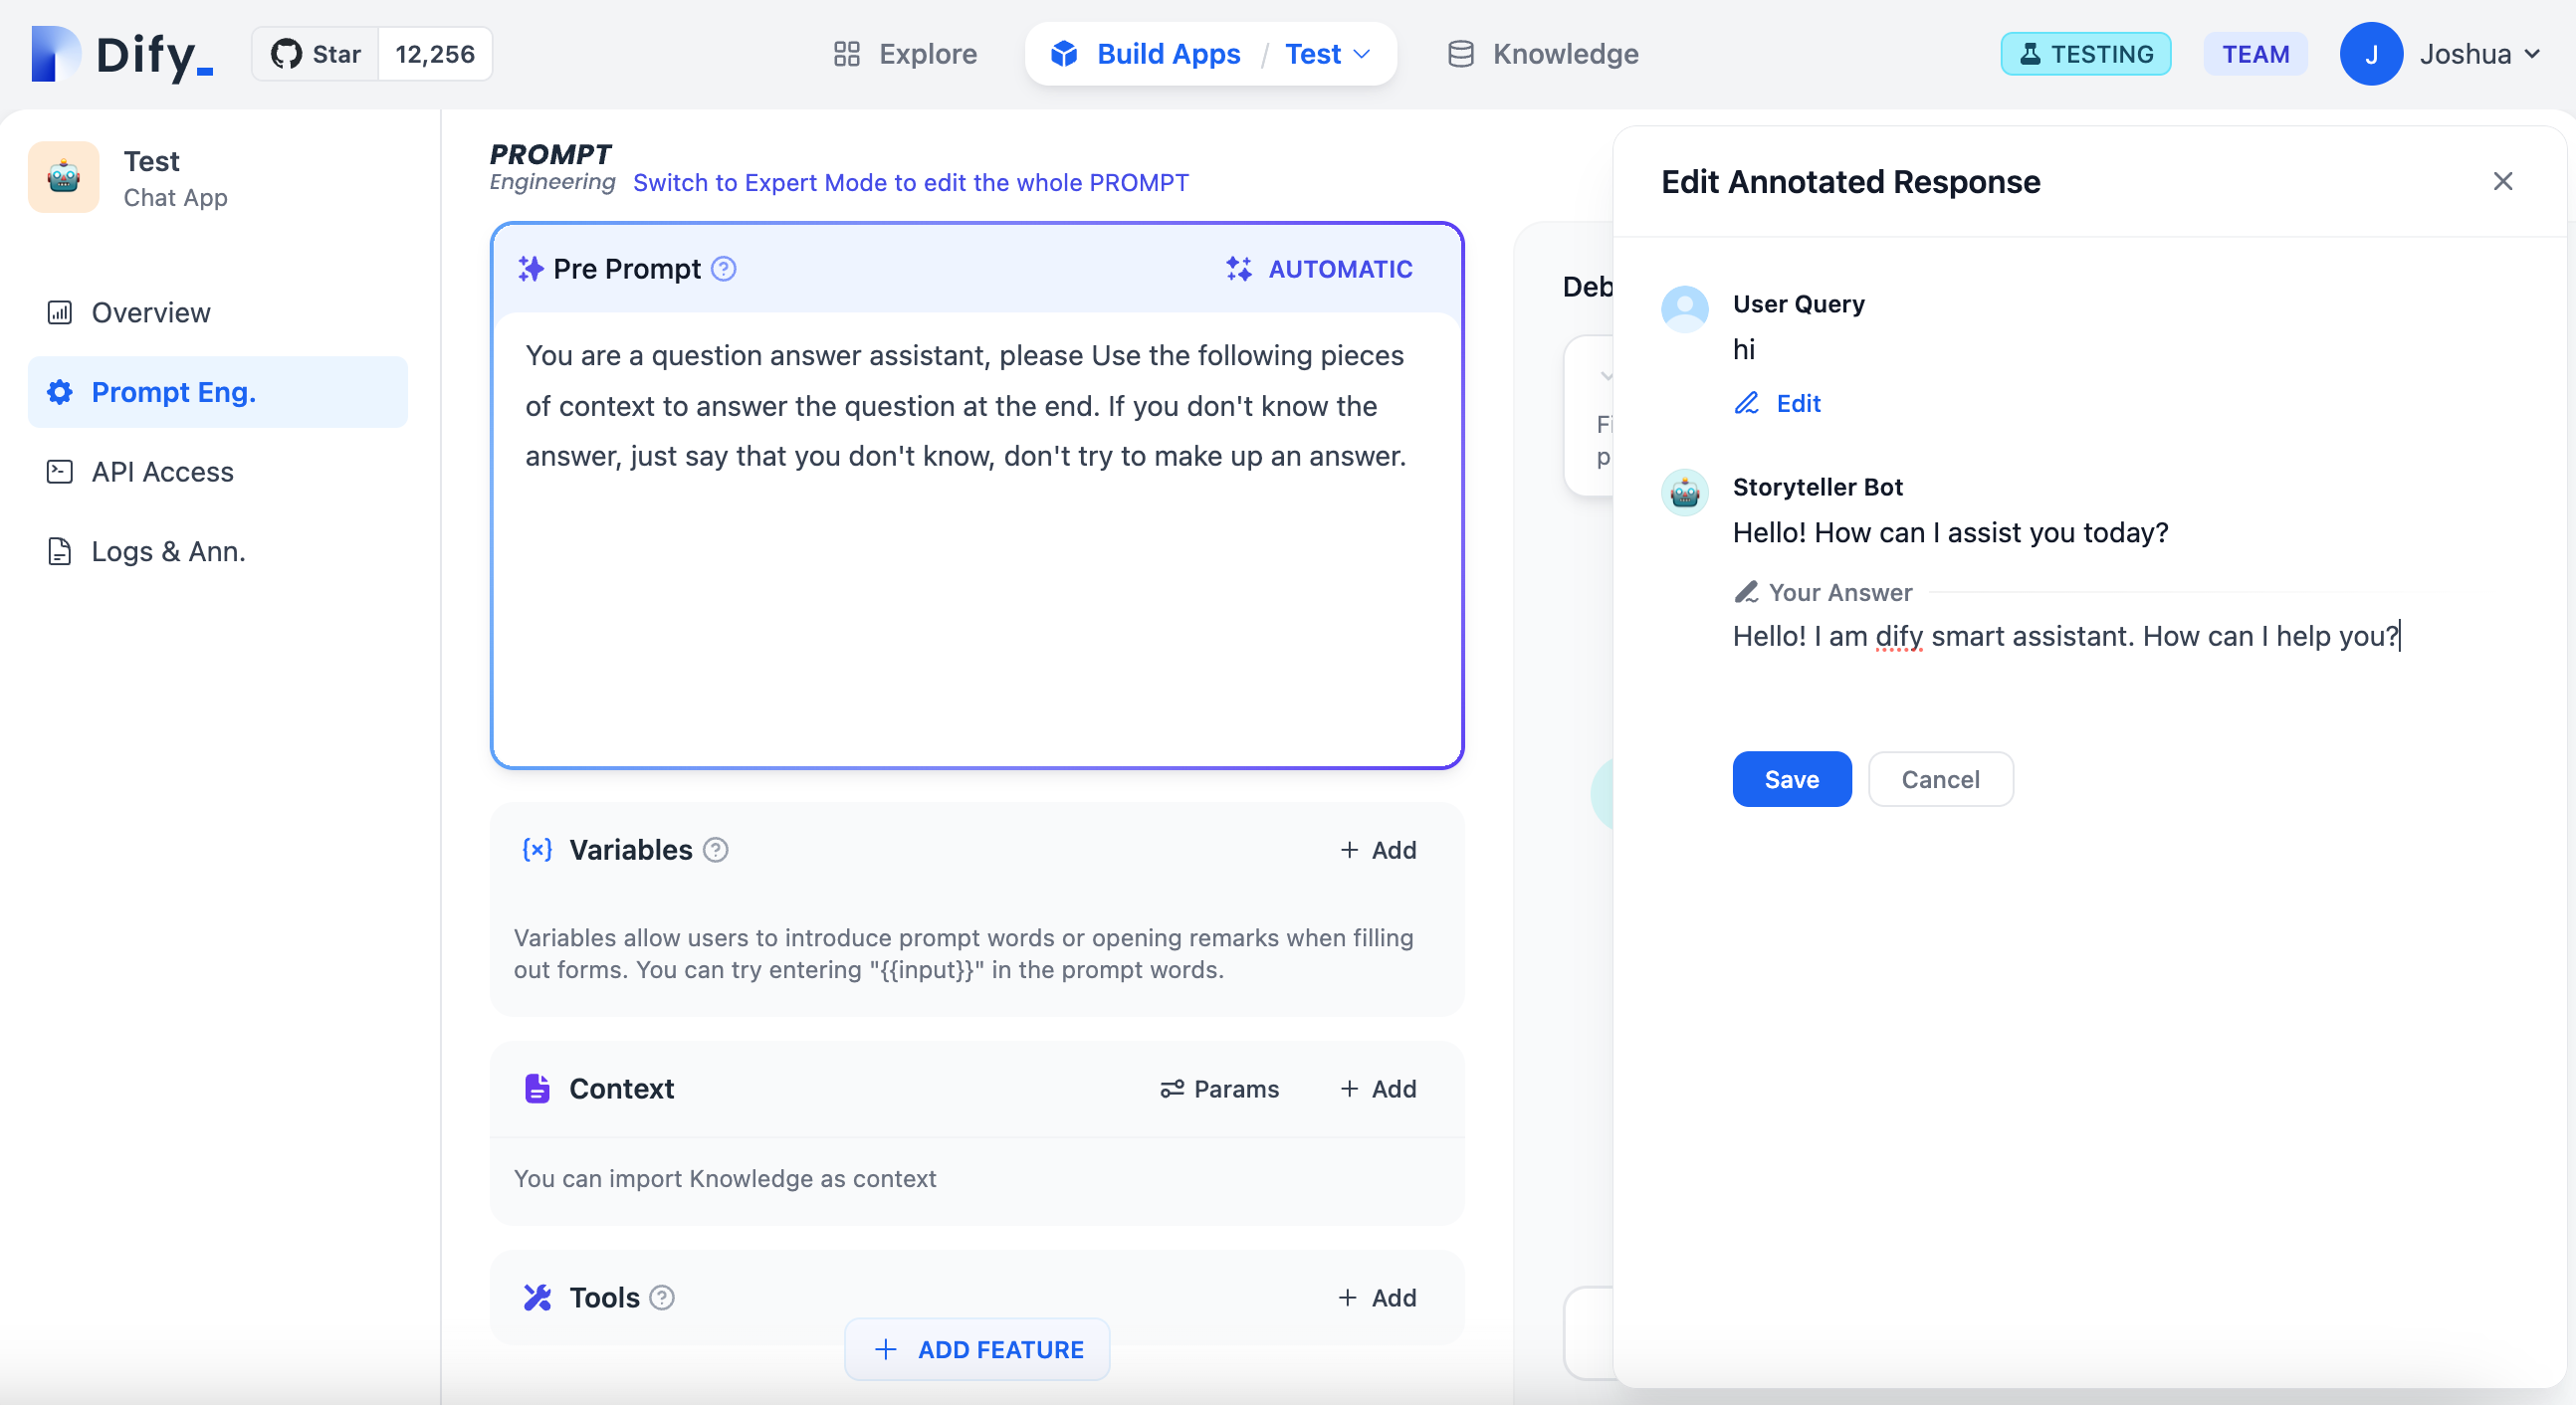 Dify_
Star 12,256
Explore
Build Apps / Test
Knowledge
TESTING
TEAM
J
Joshua
Test
Chat App
Overview
Prompt Eng.
API Access
Logs & Ann.
PROMPT
Engineering
Switch to Expert Mode to edit the whole PROMPT
Pre Prompt
AUTOMATIC
You are a question answer assistant, please Use the following pieces
of context to answer the question at the end. If you don't know the
answer, just say that you don't know, don't try to make up an answer.
{x} Variables
+ Add
Variables allow users to introduce prompt words or opening remarks when filling
out forms. You can try entering "{{input}}" in the prompt words.
Context
Params
+ Add
You can import Knowledge as context
Tools
+ Add
+ ADD FEATURE
Deb
Fi
p
Edit Annotated Response
User Query
hi
Edit
Storyteller Bot
Hello! How can I assist you today?
Your Answer
Hello! I am dify smart assistant. How can I help you?
Save
Cancel